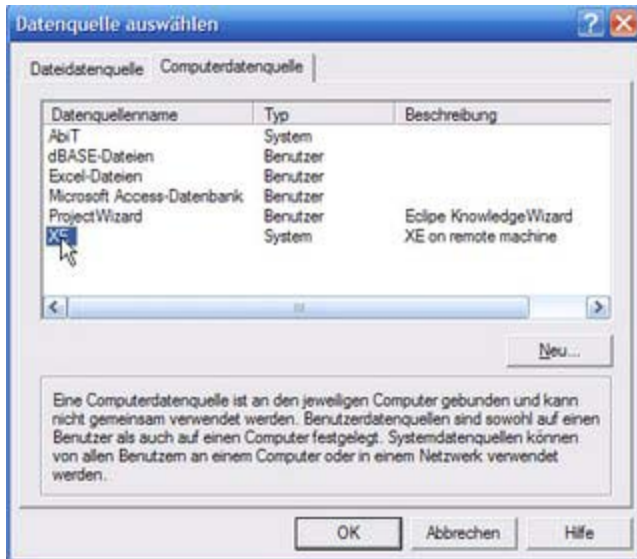 Datenquelle auswählen
Dateidatenquelle Computerdatenquelle
Datenquellenname Typ Beschreibung
AbiT System
dBASE-Dateien Benutzer
Excel-Dateien Benutzer
Microsoft Access-Datenbank Benutzer
ProjectWizard Benutzer Eclipe KnowledgeWizard
XE System XE on remote machine
Neu...
Eine Computerdatenquelle ist an den jeweiligen Computer gebunden und kann
nicht gemeinsam verwendet werden. Benutzerdatenquellen sind sowohl auf einen
Benutzer als auch auf einen Computer festgelegt. Systemdatenquellen können
von allen Benutzern an einem Computer oder in einem Netzwerk verwendet
werden.
OK Abbrechen Hilfe